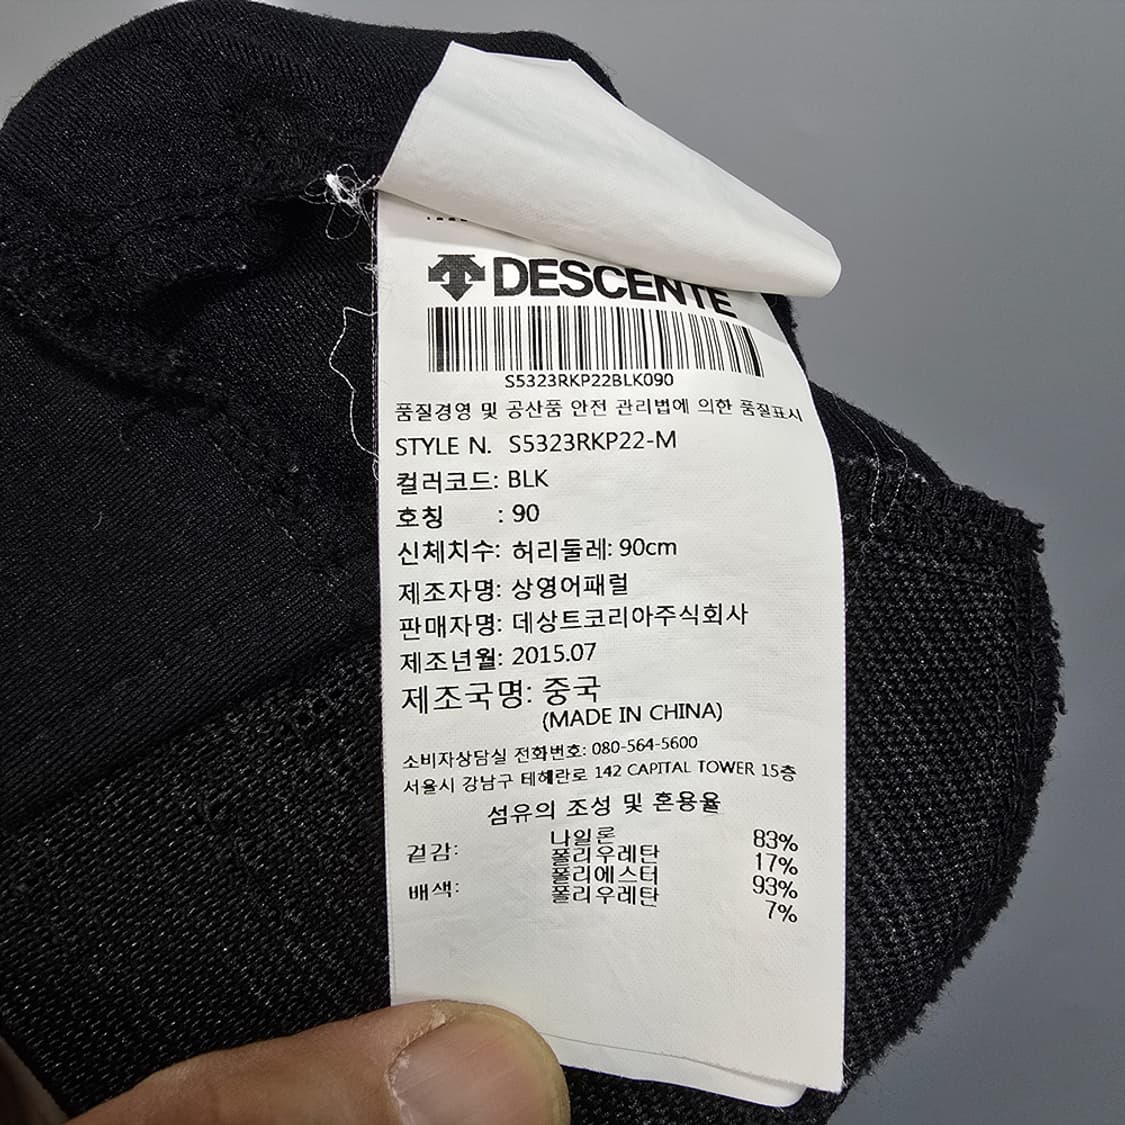 DESCENTE
S5323RKP22BLK090
품질경영 및 공산품 안전 관리법에 의한 품질표시
STYLE N. S5323RKP22-M
컬러코드: BLK
호칭 : 90
신체치수: 허리둘레: 90cm
제조자명: 상영어패럴
판매자명: 데상트코리아주식회사
제조년월: 2015.07
제조국명: 중국
(MADE IN CHINA)
소비자상담실 전화번호: 080-564-5600
서울시 강남구 테헤란로 142 CAPITAL TOWER 15층
섬유의 조성 및 혼용율
겉감: 나일론 83%
폴리우레탄 17%
배색: 폴리에스터 93%
폴리우레탄 7%